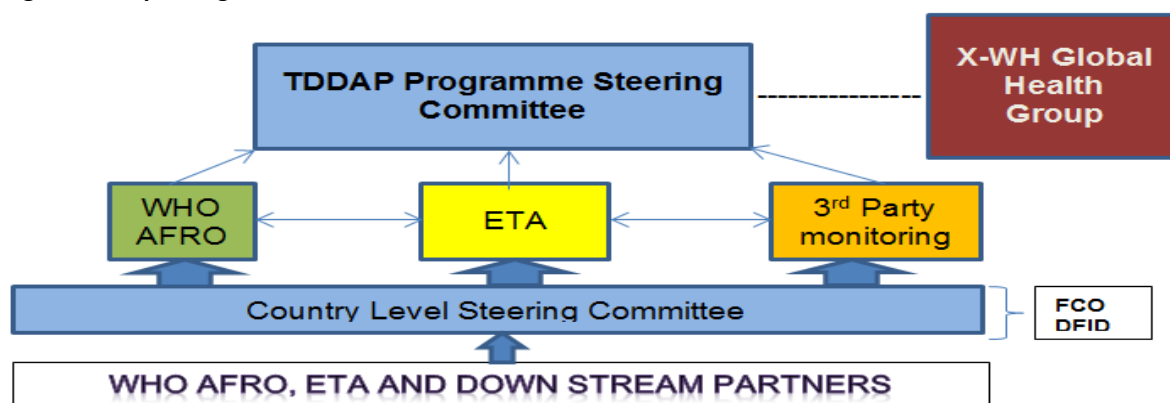 TDDAP Programme Steering
Committee
X-WH Global
Health
Group
WHO
AFRO
ETA
3rd Party
monitoring
Country Level Steering Committee
FCO
DFID
WHO AFRO, ETA AND DOWN STREAM PARTNERS